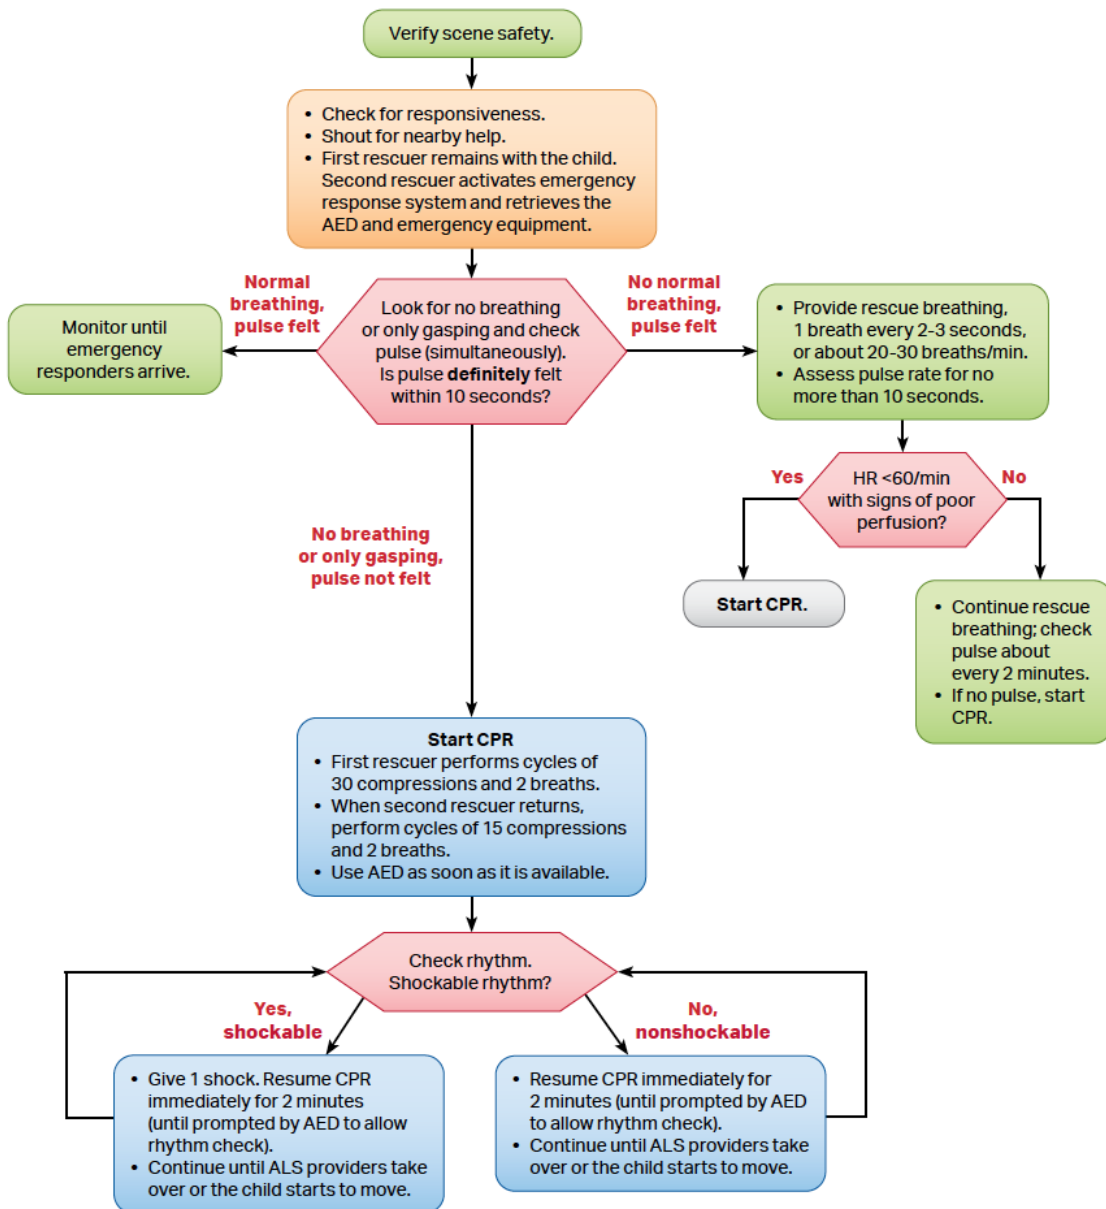 Verify scene safety.
• Check for responsiveness.
• Shout for nearby help.
• First rescuer remains with the child.
Second rescuer activates emergency
response system and retrieves the
AED and emergency equipment.
Normal
breathing,
pulse felt
No normal
breathing,
pulse felt
Monitor until
emergency
responders arrive.
Look for no breathing
or only gasping and check
pulse (simultaneously).
Is pulse definitely felt
within 10 seconds?
• Provide rescue breathing,
1 breath every 2-3 seconds,
or about 20-30 breaths/min.
• Assess pulse rate for no
more than 10 seconds.
Yes
HR <60/min
with signs of poor
perfusion?
No
No breathing
or only gasping,
pulse not felt
Start CPR.
• Continue rescue
breathing; check
pulse about
every 2 minutes.
• If no pulse, start
CPR.
Start CPR
• First rescuer performs cycles of
30 compressions and 2 breaths.
• When second rescuer returns,
perform cycles of 15 compressions
and 2 breaths.
• Use AED as soon as it is available.
Check rhythm.
Shockable rhythm?
Yes,
shockable
No,
nonshockable
• Give 1 shock. Resume CPR
immediately for 2 minutes
(until prompted by AED to allow
rhythm check).
• Continue until ALS providers take
over or the child starts to move.
• Resume CPR immediately for
2 minutes (until prompted by AED
to allow rhythm check).
• Continue until ALS providers take
over or the child starts to move.